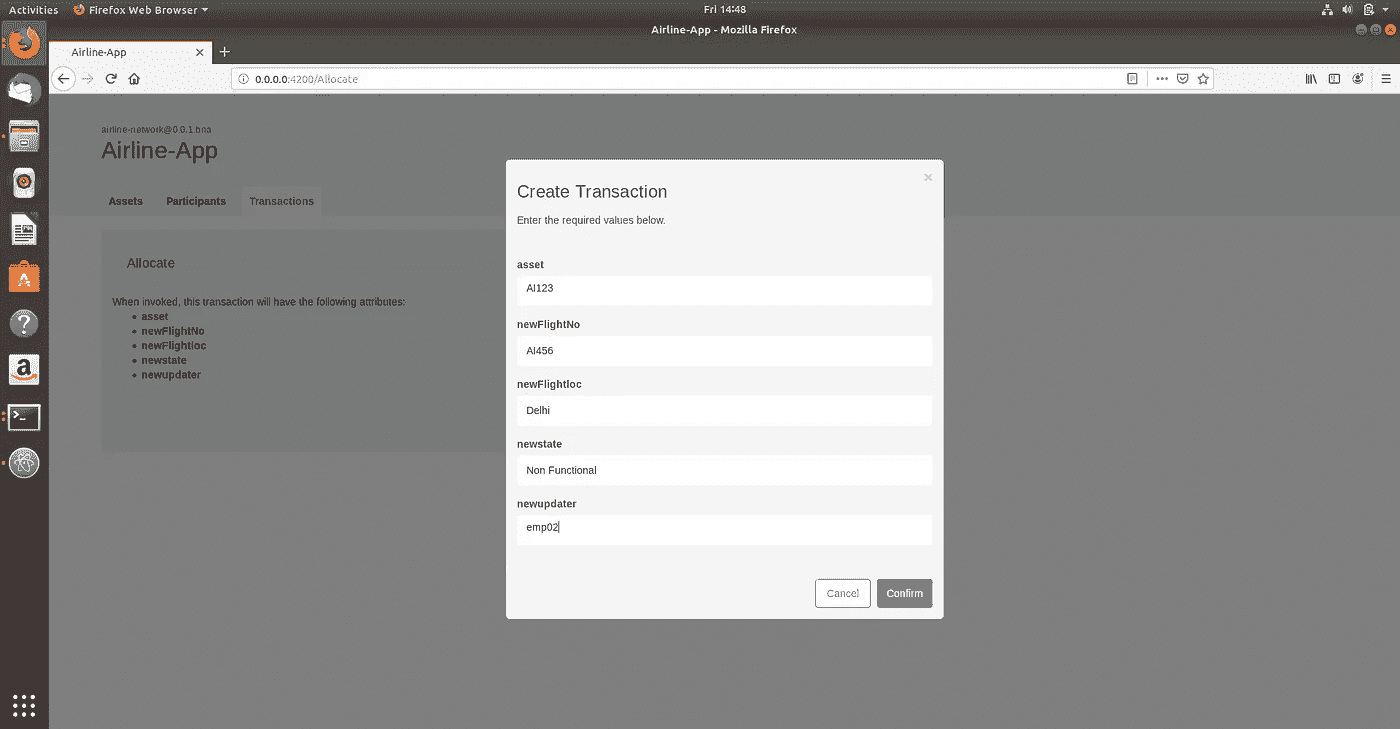 Activities Firefox Web Browser Fri 14:48
Airline-App - Mozilla Firefox
Airline-App
0.0.0.0:4200/Allocate
airline-network@0.0.1.bna
Airline-App
Assets Participants Transactions
Allocate
When invoked, this transaction will have the following attributes:
asset
newFlightNo
newFlightloc
newstate
newupdater
Create Transaction
×
Enter the required values below.
asset
AI123
newFlightNo
AI456
newFlightloc
Delhi
newstate
Non Functional
newupdater
emp02
Cancel Confirm